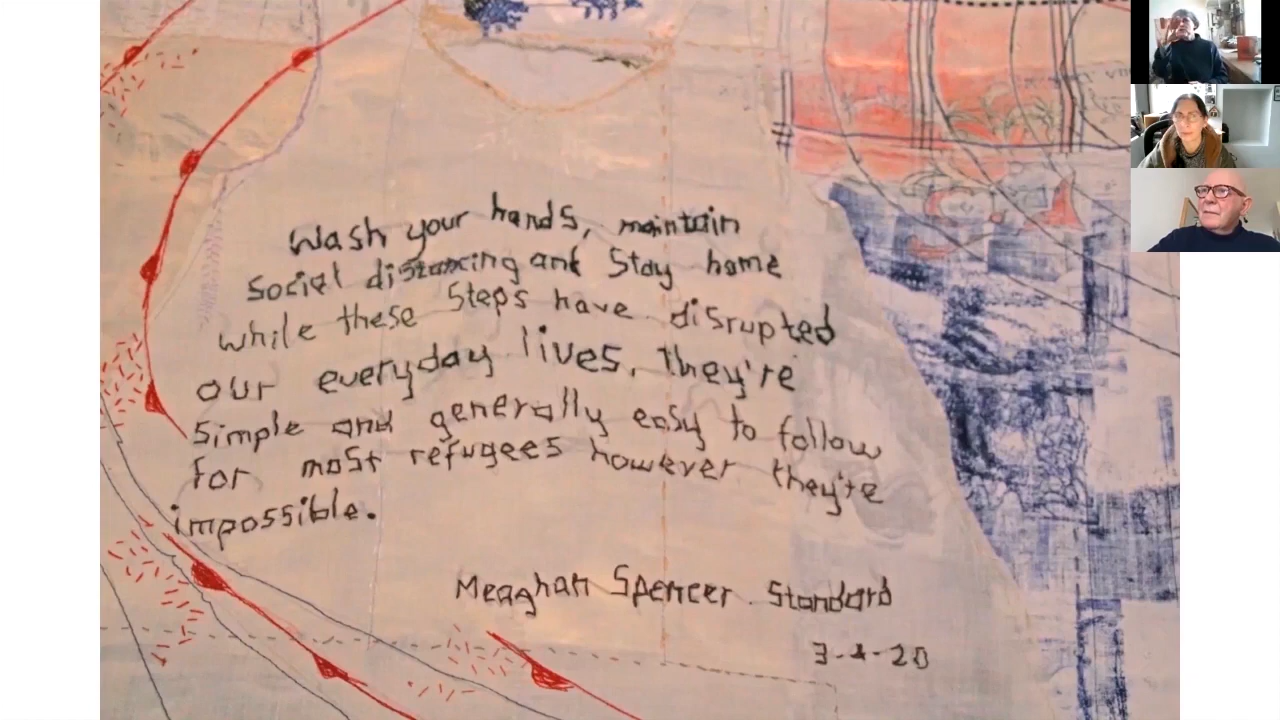 Wash your hands, maintain
social distancing and stay home
while these steps have disrupted
our everyday lives, they're
simple and generally easy to follow
for most refugees however they're
impossible.
Meaghan Spencer Standard
3-4-20